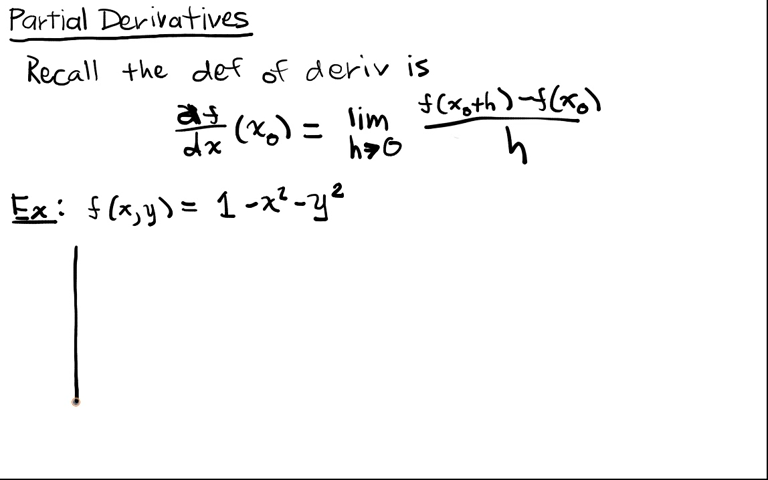 Partial Derivatives
Recall the def of deriv is
df/dx (x₀) = lim h→0 f(x₀+h)-f(x₀)/h
Ex: f(x,y) = 1-x²-y²